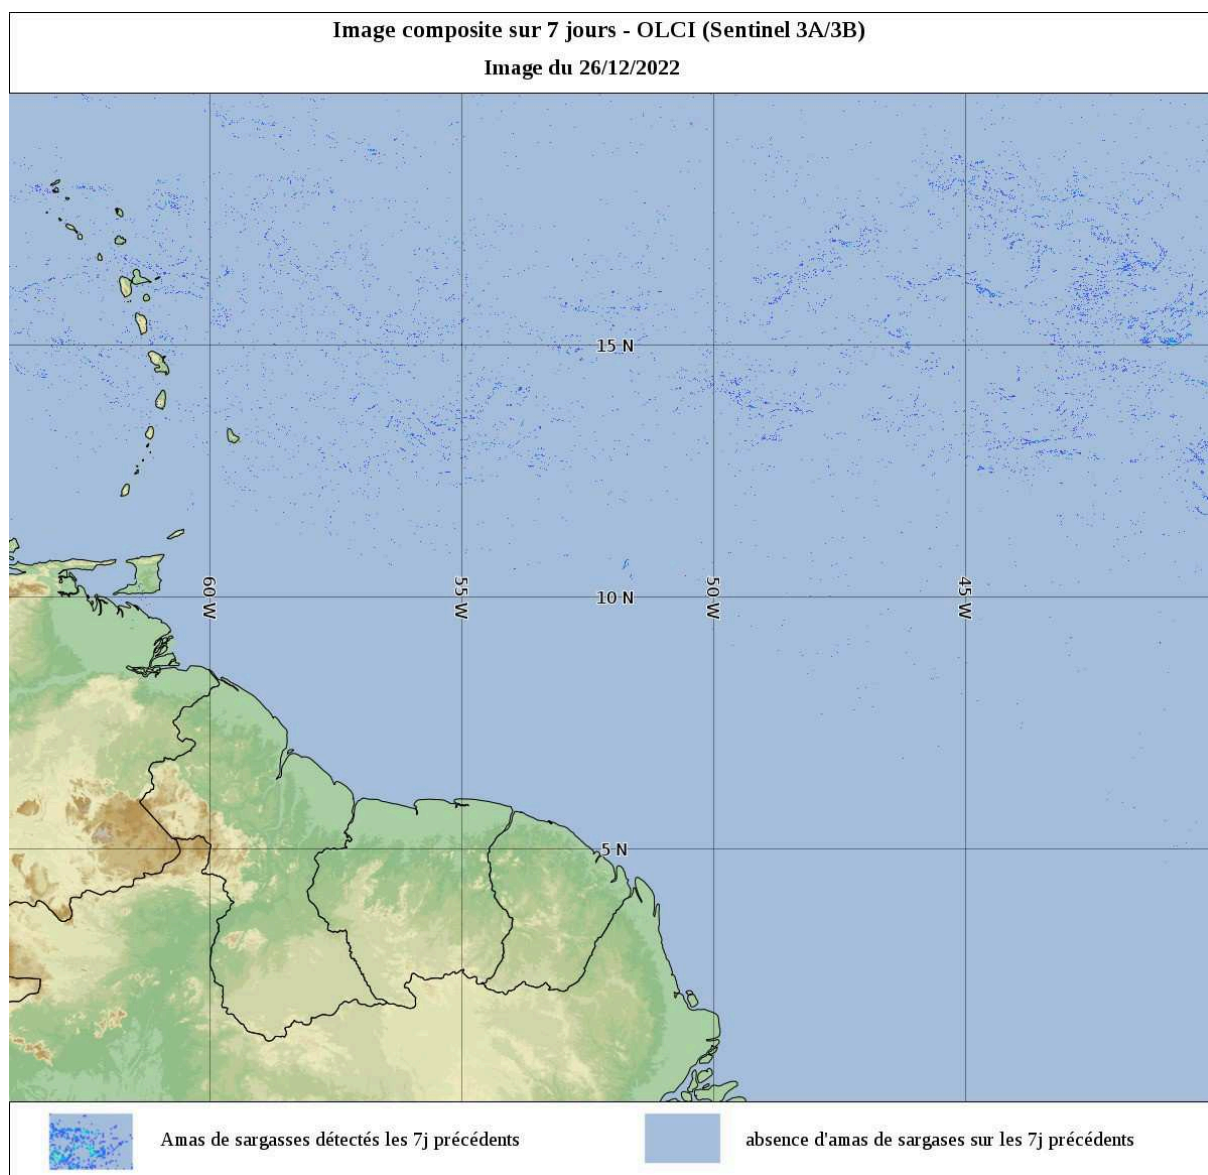 Image composite sur 7 jours - OLCI (Sentinel 3A/3B)
Image du 26/12/2022
15 N
60 W
55 W
10 N
50 W
45 W
5 N
Amas de sargasses détectés les 7j précédents
absence d'amas de sargases sur les 7j précédents